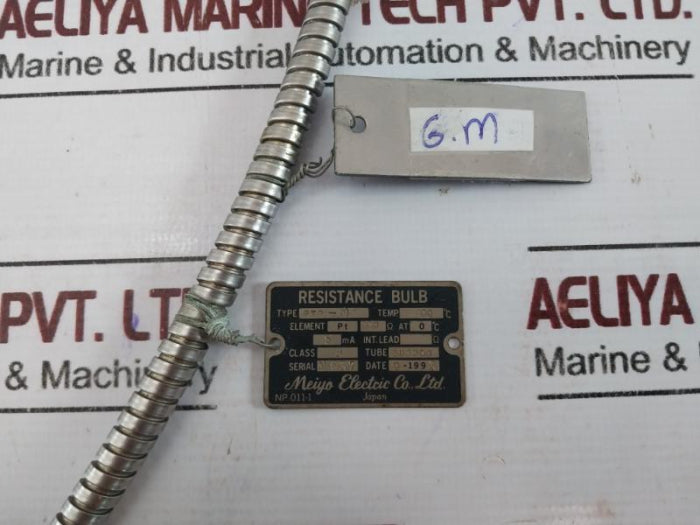 AELIYA MARINE TECH PVT. LTD.
Marine & Industrial Automation & Machinery
G.M
PVT. LTD
& Machinery
AELIYA
Marine &
RESISTANCE BULB
TYPE TEMP °C
ELEMENT Pt Ω AT 0 °C
mA INT. LEAD Ω
CLASS TUBE
SERIAL DATE -199
Meiyo Electric Co., Ltd.
NP-011-1 Japan